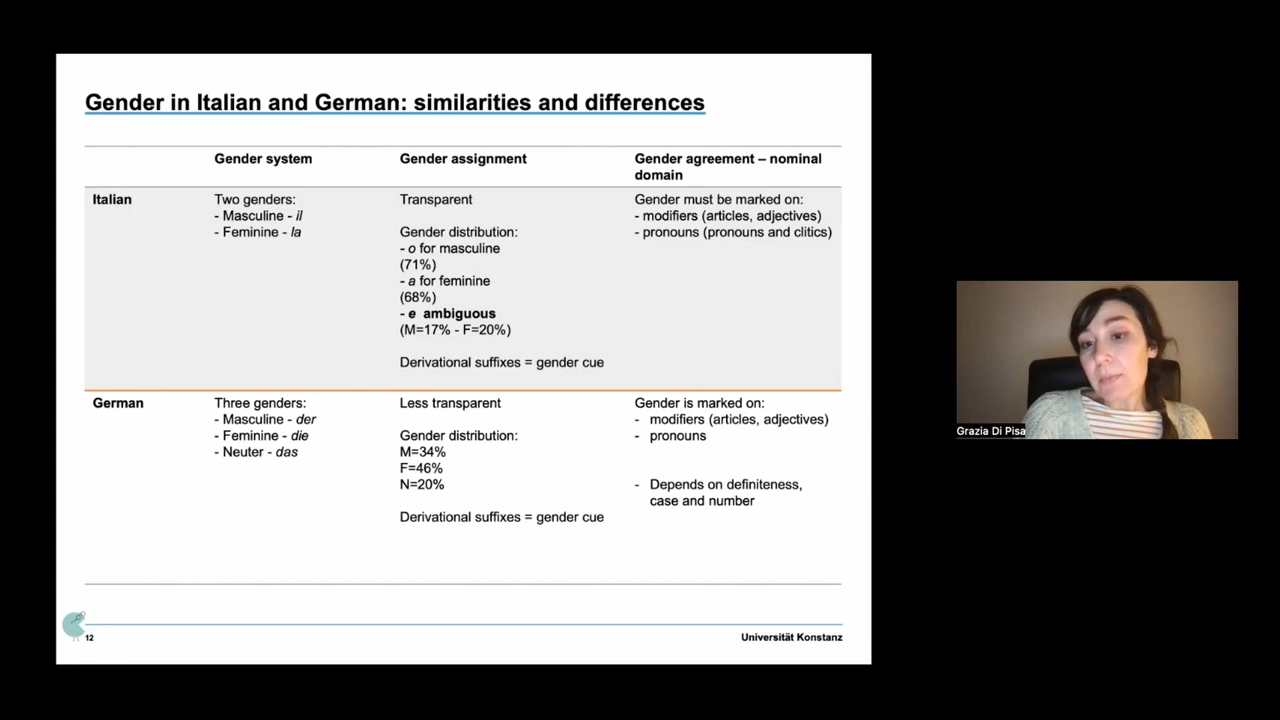 Gender in Italian and German: similarities and differences
Gender system
Gender assignment
Gender agreement – nominal
domain
Italian
Two genders:
- Masculine - il
- Feminine - la
Transparent
Gender distribution:
- o for masculine
(71%)
- a for feminine
(68%)
- e ambiguous
(M=17% - F=20%)
Derivational suffixes = gender cue
Gender must be marked on:
- modifiers (articles, adjectives)
- pronouns (pronouns and clitics)
German
Three genders:
- Masculine - der
- Feminine - die
- Neuter - das
Less transparent
Gender distribution:
M=34%
F=46%
N=20%
Derivational suffixes = gender cue
Gender is marked on:
- modifiers (articles, adjectives)
- pronouns
- Depends on definiteness,
case and number
12
Universität Konstanz
Grazia Di Pisa